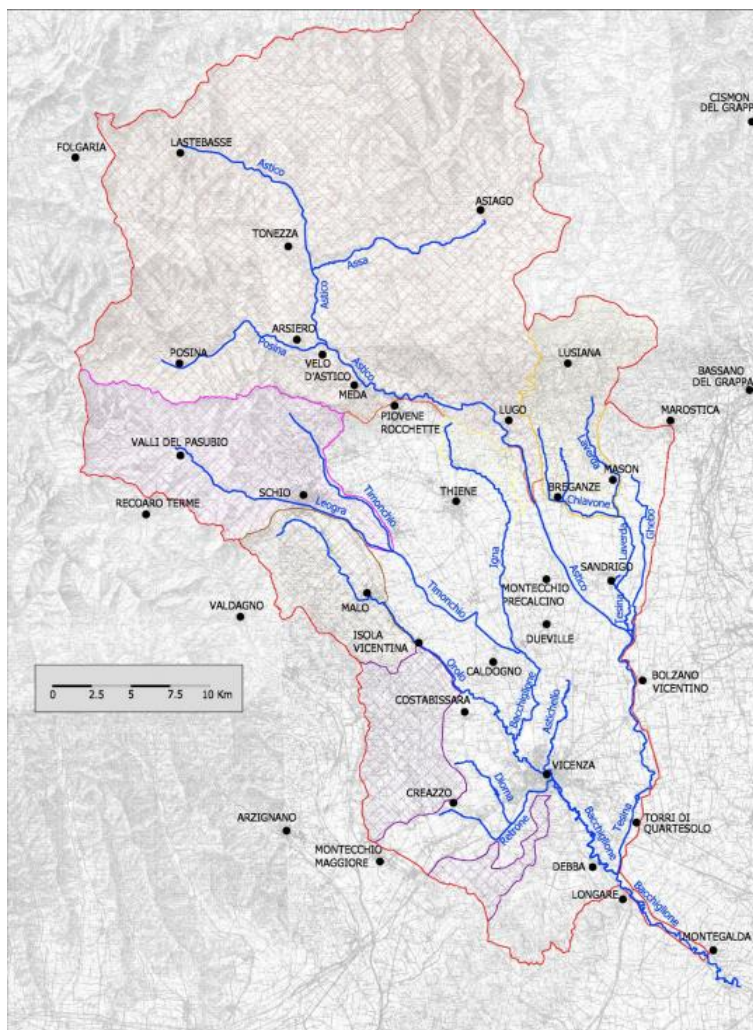 CISMON
DEL GRAPP
FOLGARIA
LASTEBASSE
Astico
ASIAGO
TONEZZA
Assa
Astico
ARSIERO
Posina
POSINA
VELO
D'ASTICO
Astico
MEDA
LUSIANA
BASSANO
DEL GRAPPA
PIOVENE
ROCCHETTE
LUGO
MAROSTICA
VALLI DEL PASUBIO
Laverda
MASON
SCHIO
THIENE
BREGANZE
Chiavone
RECOARO TERME
Leogra
Timonchio
Ghebo
Laverda
Igna
Astico
SANDRIGO
MONTECCHIO
PRECALCINO
Tesina
Timonchio
MALO
VALDAGNO
DUEVILLE
ISOLA
VICENTINA
Orolo
CALDOGNO
BOLZANO
VICENTINO
0 2.5 5 7.5 10 Km
COSTABISSARA
Bacchiglione
Astichello
VICENZA
Dioma
CREAZZO
Retrone
ARZIGNANO
Bacchiglione
Tesina
TORRI DI
QUARTESOLO
MONTECCHIO
MAGGIORE
DEBBA
LONGARE
Bacchiglione
MONTEGALDA